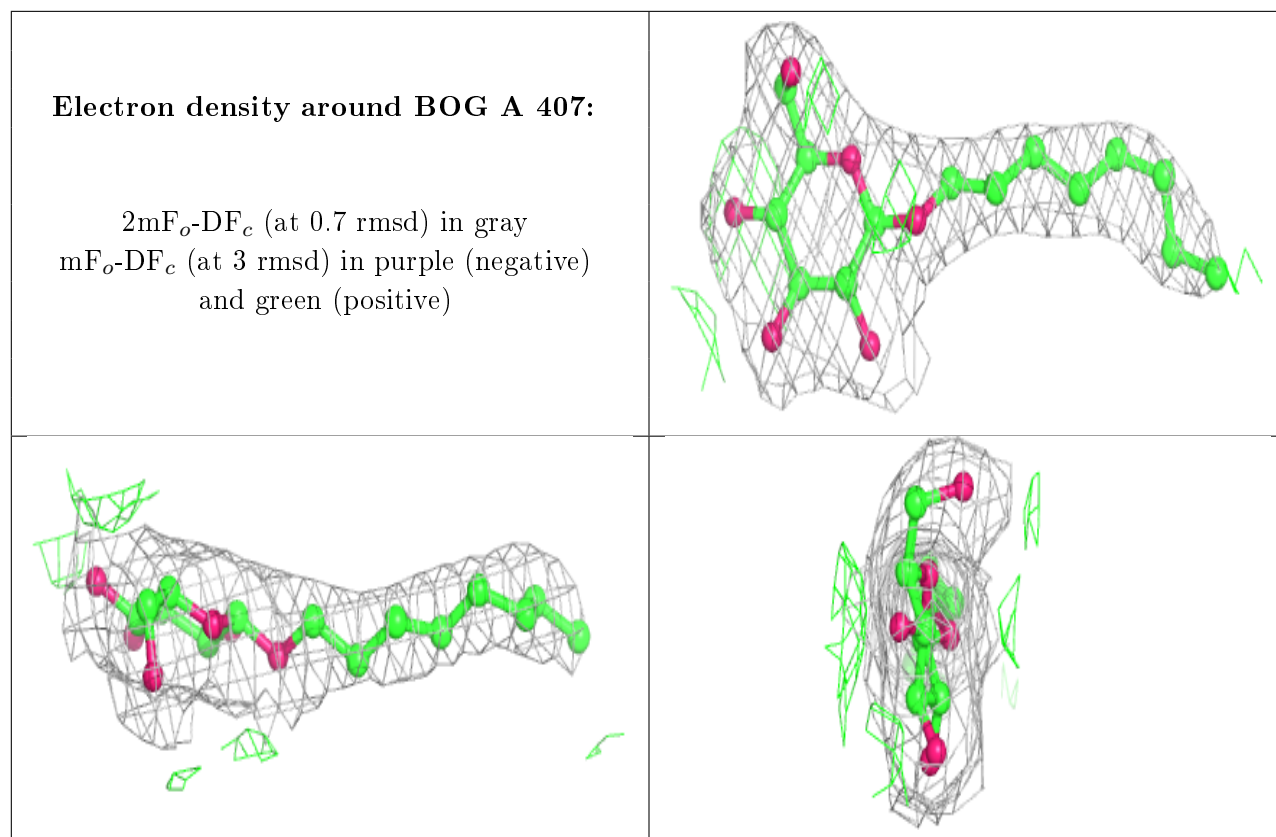 Electron density around BOG A 407:
2mFₒ-DF𝒸 (at 0.7 rmsd) in gray
mFₒ-DF𝒸 (at 3 rmsd) in purple (negative)
and green (positive)